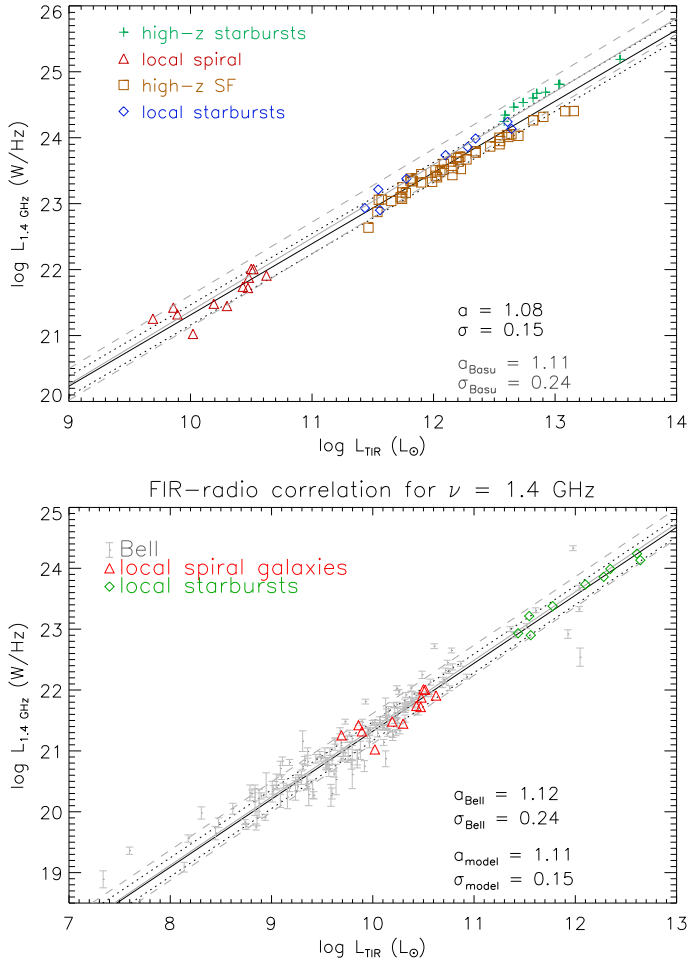 26
25
24
23
22
21
20
log L1.4 GHz (W/Hz)
+ high-z starbursts
△ local spiral
□ high-z SF
◇ local starbursts
a = 1.08
σ = 0.15
aBasu = 1.11
σBasu = 0.24
9 10 11 12 13 14
log LTIR (L⊙)
FIR-radio correlation for ν = 1.4 GHz
25
24
23
22
21
20
19
log L1.4 GHz (W/Hz)
Bell
△ local spiral galaxies
◇ local starbursts
aBell = 1.12
σBell = 0.24
amodel = 1.11
σmodel = 0.15
7 8 9 10 11 12 13
log LTIR (L⊙)